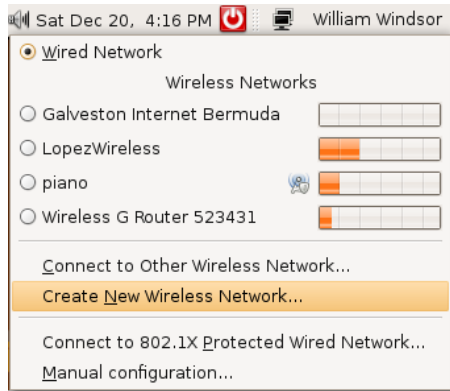 Sat Dec 20, 4:16 PM William Windsor
Wired Network
Wireless Networks
Galveston Internet Bermuda
LopezWireless
piano
Wireless G Router 523431
Connect to Other Wireless Network...
Create New Wireless Network...
Connect to 802.1X Protected Wired Network...
Manual configuration...